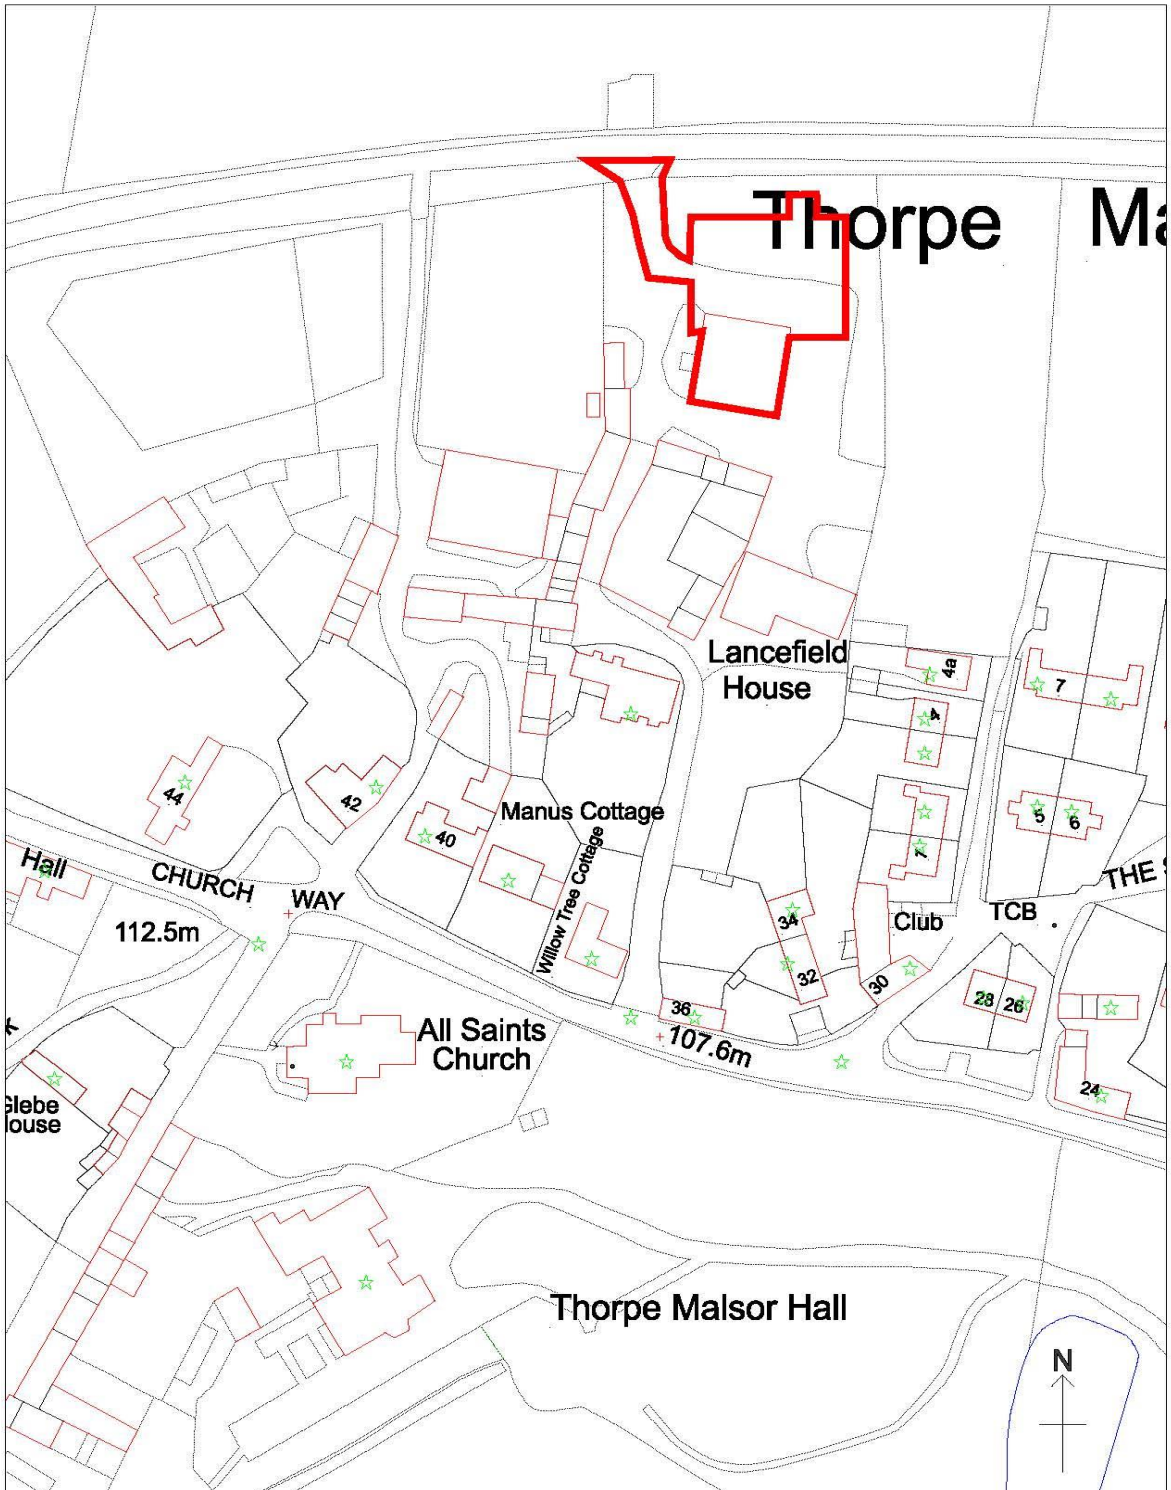 Thorpe Ma
Lancefield
House
4a
7
4
44
42
Manus Cottage
5
6
40
Willow Tree Cottage
7
Hall
CHURCH
WAY
THE S
112.5m
34
Club
TCB
32
30
28
26
36
All Saints
Church
107.6m
24
Glebe
House
Thorpe Malsor Hall
N